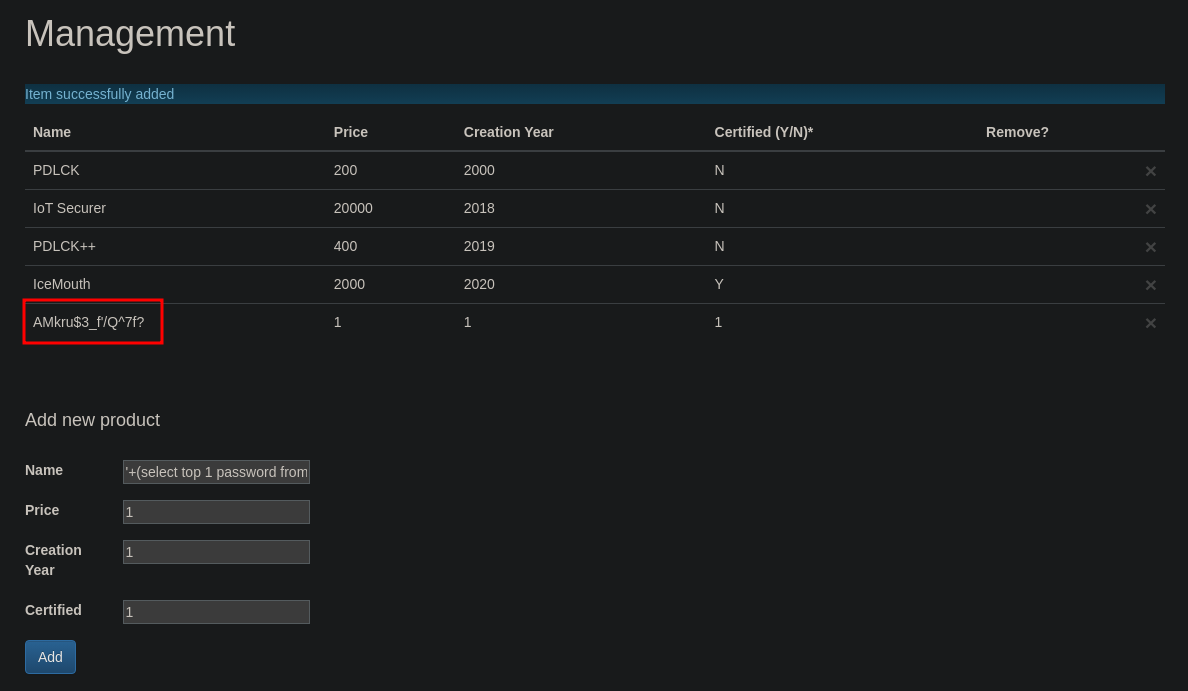 Management
Item successfully added
Name Price Creation Year Certified (Y/N)* Remove?
PDLCK 200 2000 N ×
IoT Securer 20000 2018 N ×
PDLCK++ 400 2019 N ×
IceMouth 2000 2020 Y ×
AMkru$3_f'/Q^7f? 1 1 1 ×
Add new product
Name '+(select top 1 password from
Price 1
Creation
Year 1
Certified 1
Add